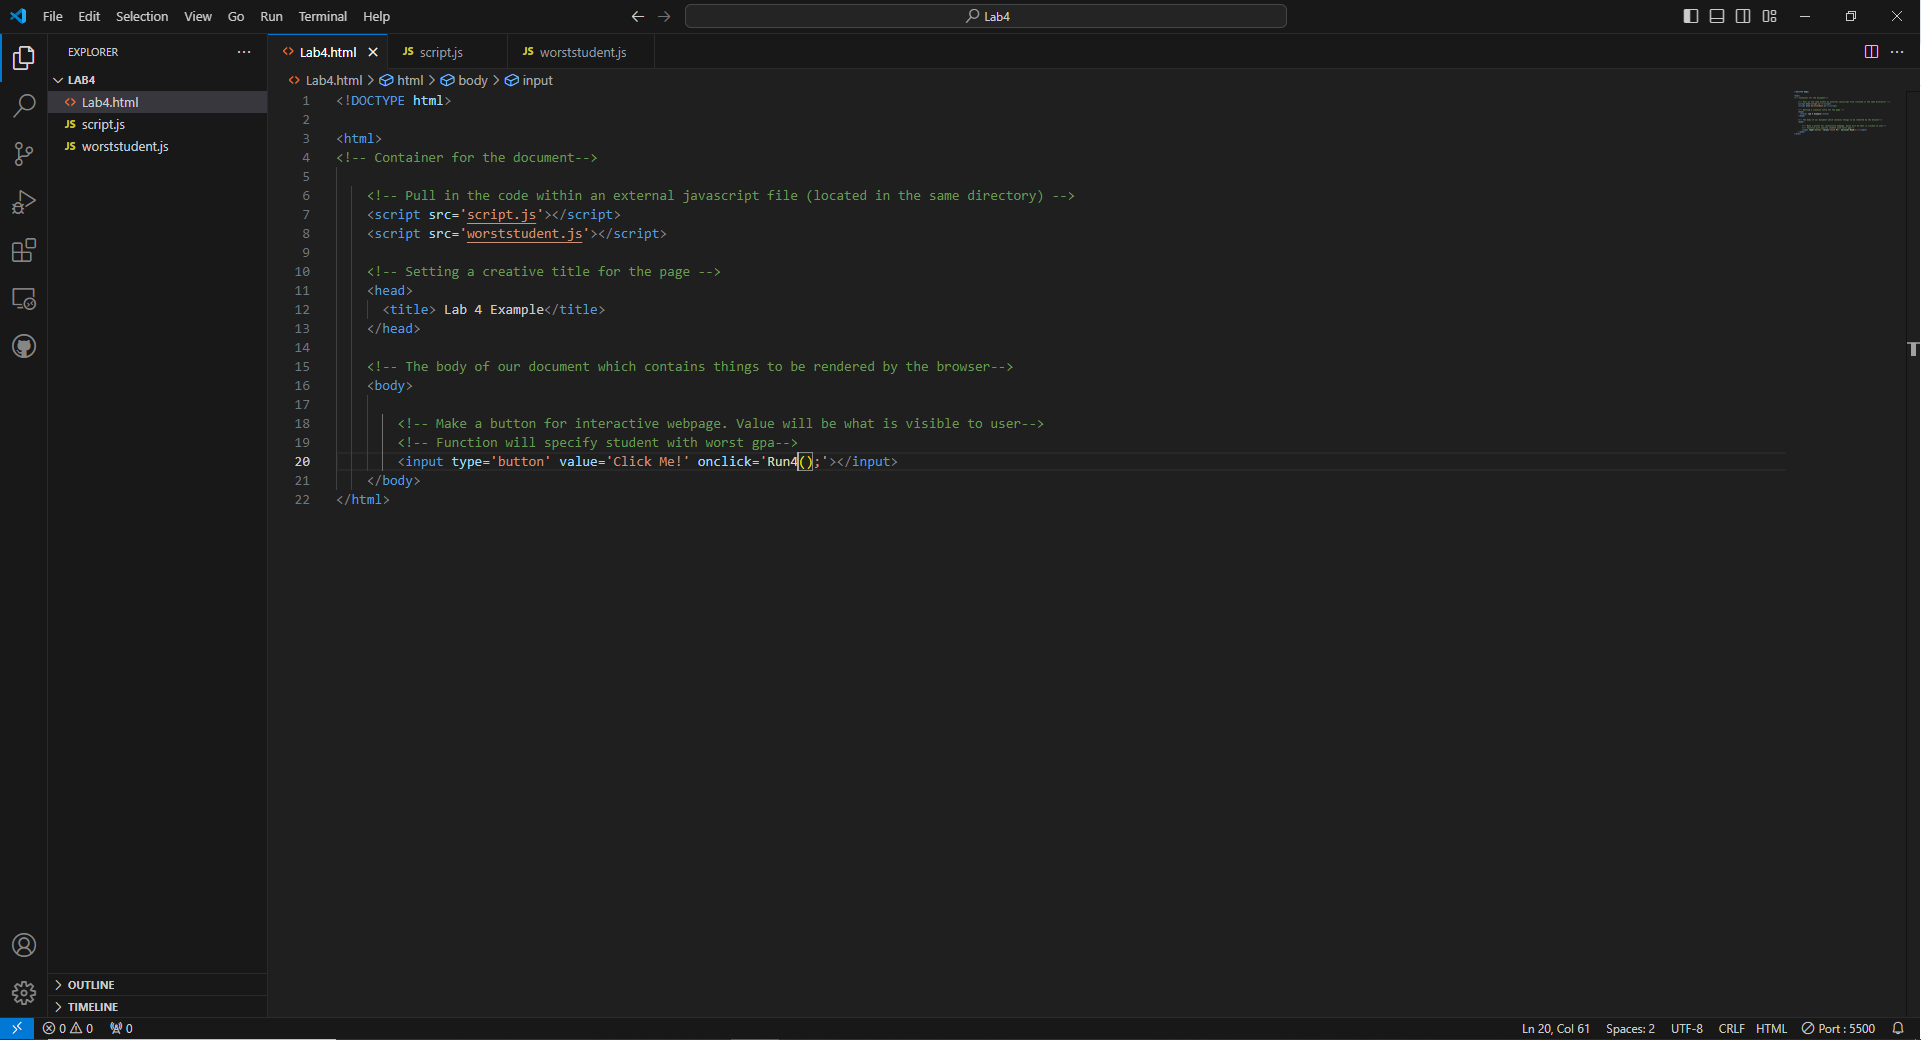 File Edit Selection View Go Run Terminal Help
Lab4
EXPLORER
LAB4
Lab4.html
script.js
worststudent.js
OUTLINE
TIMELINE
Lab4.html script.js worststudent.js
Lab4.html > html > body > input
1 <!DOCTYPE html>
2
3 <html>
4 <!-- Container for the document-->
5
6 <!-- Pull in the code within an external javascript file (located in the same directory) -->
7 <script src='script.js'></script>
8 <script src='worststudent.js'></script>
9
10 <!-- Setting a creative title for the page -->
11 <head>
12 <title> Lab 4 Example</title>
13 </head>
14
15 <!-- The body of our document which contains things to be rendered by the browser-->
16 <body>
17
18 <!-- Make a button for interactive webpage. Value will be what is visible to user-->
19 <!-- Function will specify student with worst gpa-->
20 <input type='button' value='Click Me!' onclick='Run4();'></input>
21 </body>
22 </html>
0 0 0
Ln 20, Col 61 Spaces: 2 UTF-8 CRLF HTML Port : 5500